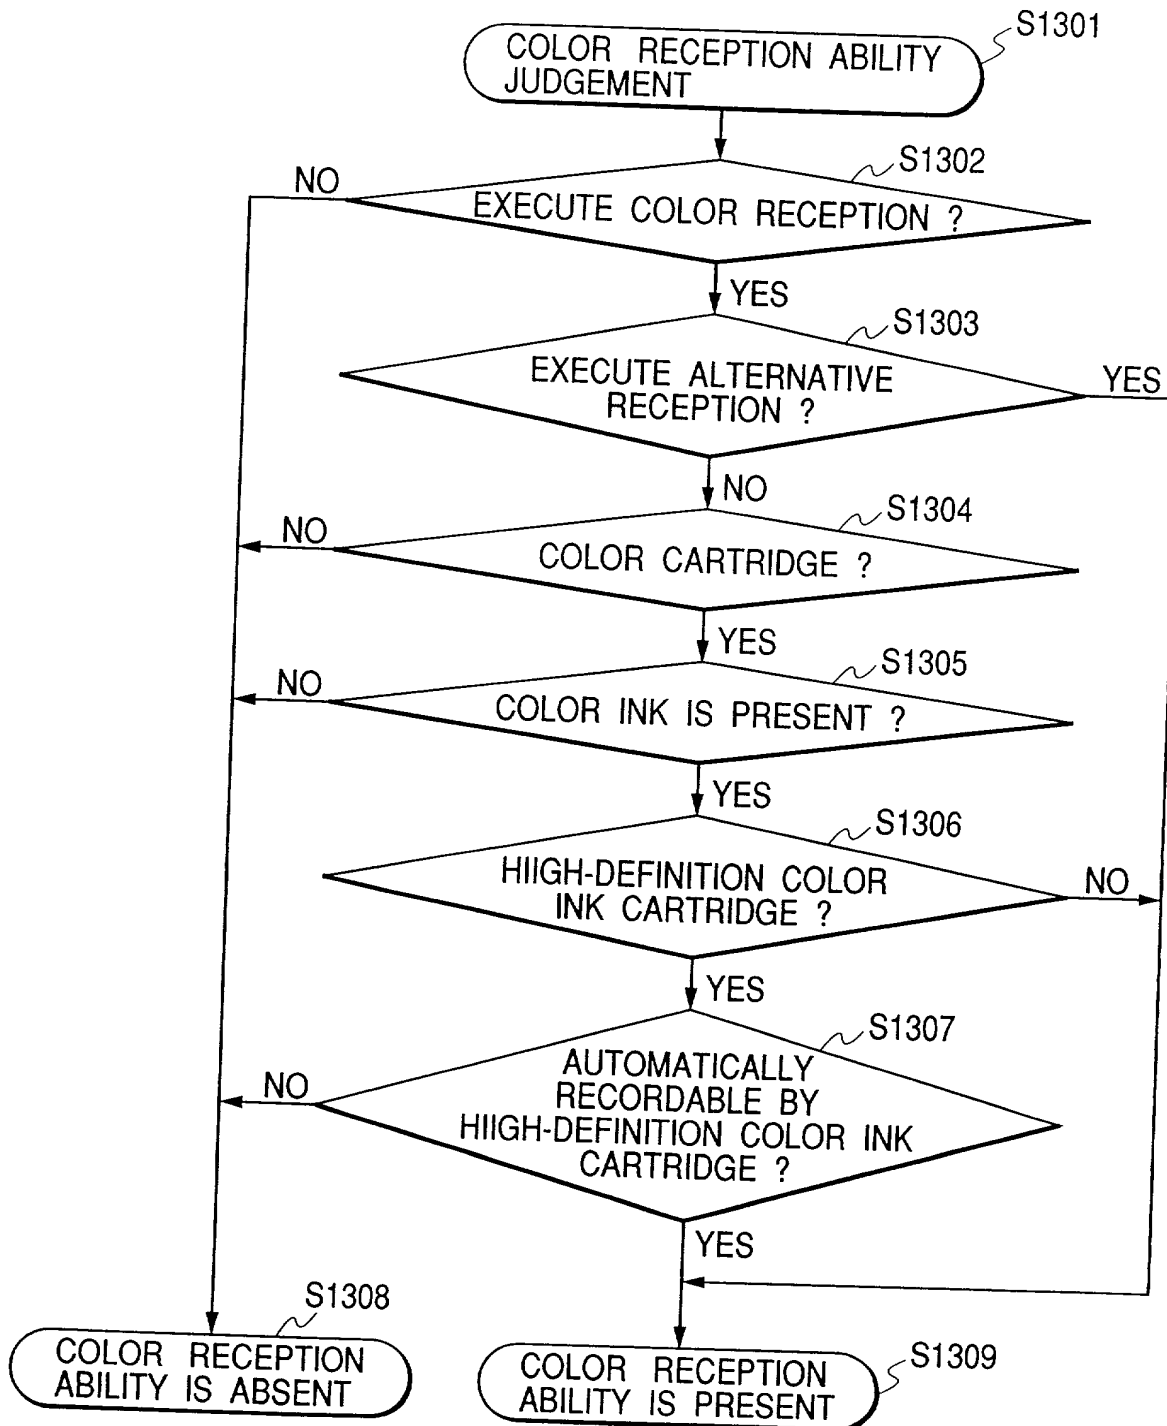 S1301
COLOR RECEPTION ABILITY
JUDGEMENT
S1302
NO
EXECUTE COLOR RECEPTION ?
YES
S1303
EXECUTE ALTERNATIVE
RECEPTION ?
YES
NO
S1304
NO
COLOR CARTRIDGE ?
YES
S1305
NO
COLOR INK IS PRESENT ?
YES
S1306
HIIGH-DEFINITION COLOR
INK CARTRIDGE ?
NO
YES
S1307
AUTOMATICALLY
RECORDABLE BY
HIIGH-DEFINITION COLOR INK
CARTRIDGE ?
NO
YES
S1308
COLOR RECEPTION
ABILITY IS ABSENT
S1309
COLOR RECEPTION
ABILITY IS PRESENT